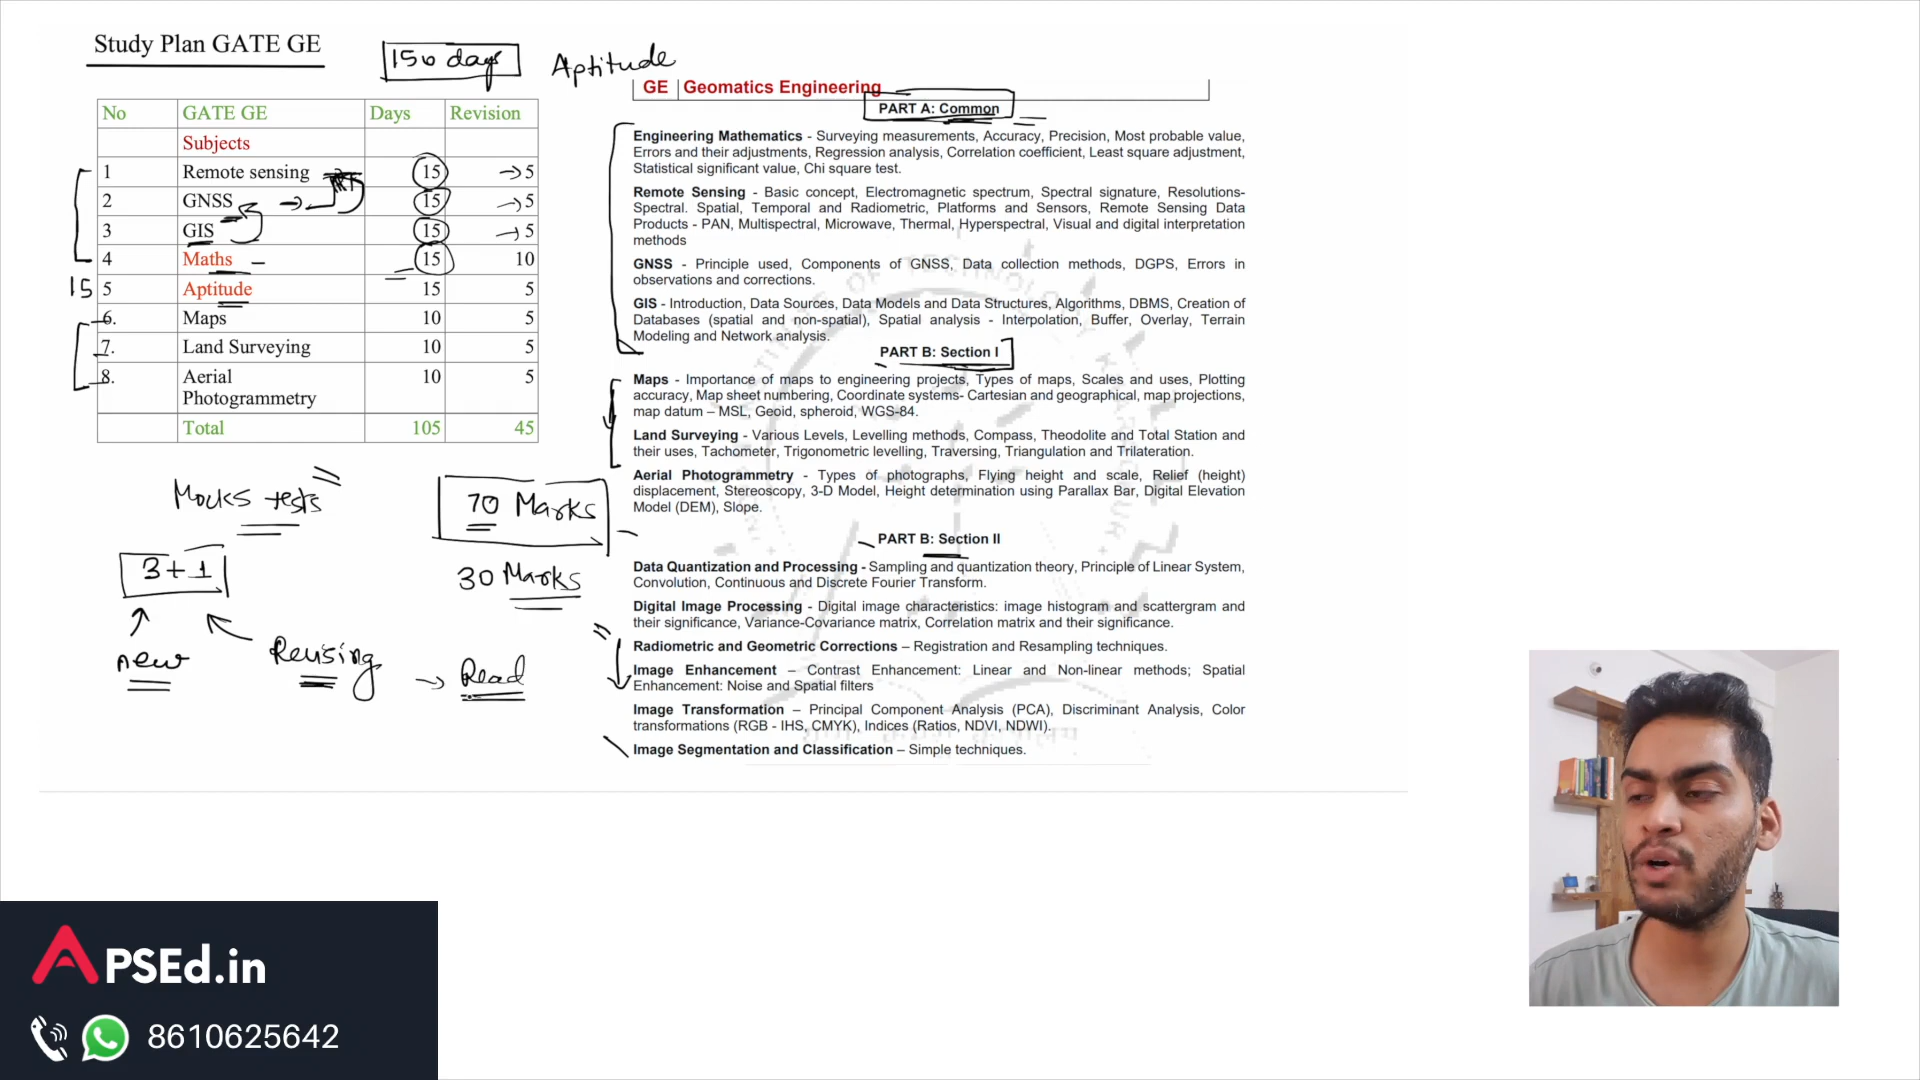 Study Plan GATE GE
150 days
Aptitude
No GATE GE Days Revision
Subjects
1 Remote sensing 15 5
2 GNSS 15 5
3 GIS 15 5
4 Maths 15 10
15 5 Aptitude 15 5
6. Maps 10 5
7. Land Surveying 10 5
8. Aerial 10 5
Photogrammetry
Total 105 45
Mocks tests
70 Marks
3+1
30 Marks
new
Revising
Read
GE Geomatics Engineering
PART A: Common
Engineering Mathematics - Surveying measurements, Accuracy, Precision, Most probable value,
Errors and their adjustments, Regression analysis, Correlation coefficient, Least square adjustment,
Statistical significant value, Chi square test.
Remote Sensing - Basic concept, Electromagnetic spectrum, Spectral signature, Resolutions-
Spectral. Spatial, Temporal and Radiometric, Platforms and Sensors, Remote Sensing Data
Products - PAN, Multispectral, Microwave, Thermal, Hyperspectral, Visual and digital interpretation
methods
GNSS - Principle used, Components of GNSS, Data collection methods, DGPS, Errors in
observations and corrections.
GIS - Introduction, Data Sources, Data Models and Data Structures, Algorithms, DBMS, Creation of
Databases (spatial and non-spatial), Spatial analysis - Interpolation, Buffer, Overlay, Terrain
Modeling and Network analysis.
PART B: Section I
Maps - Importance of maps to engineering projects, Types of maps, Scales and uses, Plotting
accuracy, Map sheet numbering, Coordinate systems- Cartesian and geographical, map projections,
map datum – MSL, Geoid, spheroid, WGS-84.
Land Surveying - Various Levels, Levelling methods, Compass, Theodolite and Total Station and
their uses, Tachometer, Trigonometric levelling, Traversing, Triangulation and Trilateration.
Aerial Photogrammetry - Types of photographs, Flying height and scale, Relief (height)
displacement, Stereoscopy, 3-D Model, Height determination using Parallax Bar, Digital Elevation
Model (DEM), Slope.
PART B: Section II
Data Quantization and Processing - Sampling and quantization theory, Principle of Linear System,
Convolution, Continuous and Discrete Fourier Transform.
Digital Image Processing - Digital image characteristics: image histogram and scattergram and
their significance, Variance-Covariance matrix, Correlation matrix and their significance.
Radiometric and Geometric Corrections – Registration and Resampling techniques.
Image Enhancement – Contrast Enhancement: Linear and Non-linear methods; Spatial
Enhancement: Noise and Spatial filters
Image Transformation – Principal Component Analysis (PCA), Discriminant Analysis, Color
transformations (RGB - IHS, CMYK), Indices (Ratios, NDVI, NDWI).
Image Segmentation and Classification – Simple techniques.
APSEd.in
8610625642